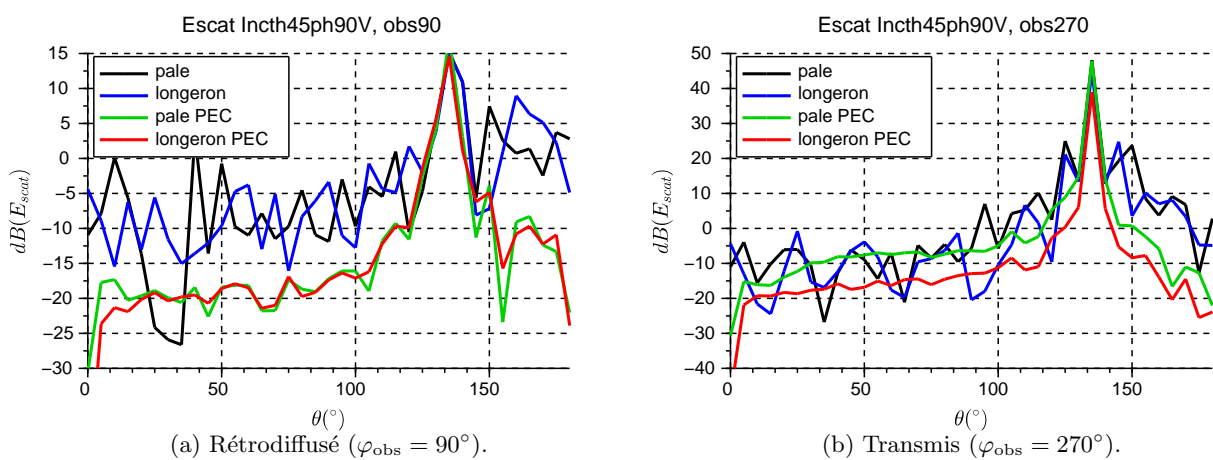 Escat Incth45ph90V, obs90
15
10
5
0
−5
−10
−15
−20
−25
−30
dB(E_scat)
pale
longeron
pale PEC
longeron PEC
0 50 100 150
θ(°)
(a) Rétrodiffusé (φ_obs = 90°).
Escat Incth45ph90V, obs270
50
40
30
20
10
0
−10
−20
−30
−40
dB(E_scat)
pale
longeron
pale PEC
longeron PEC
0 50 100 150
θ(°)
(b) Transmis (φ_obs = 270°).